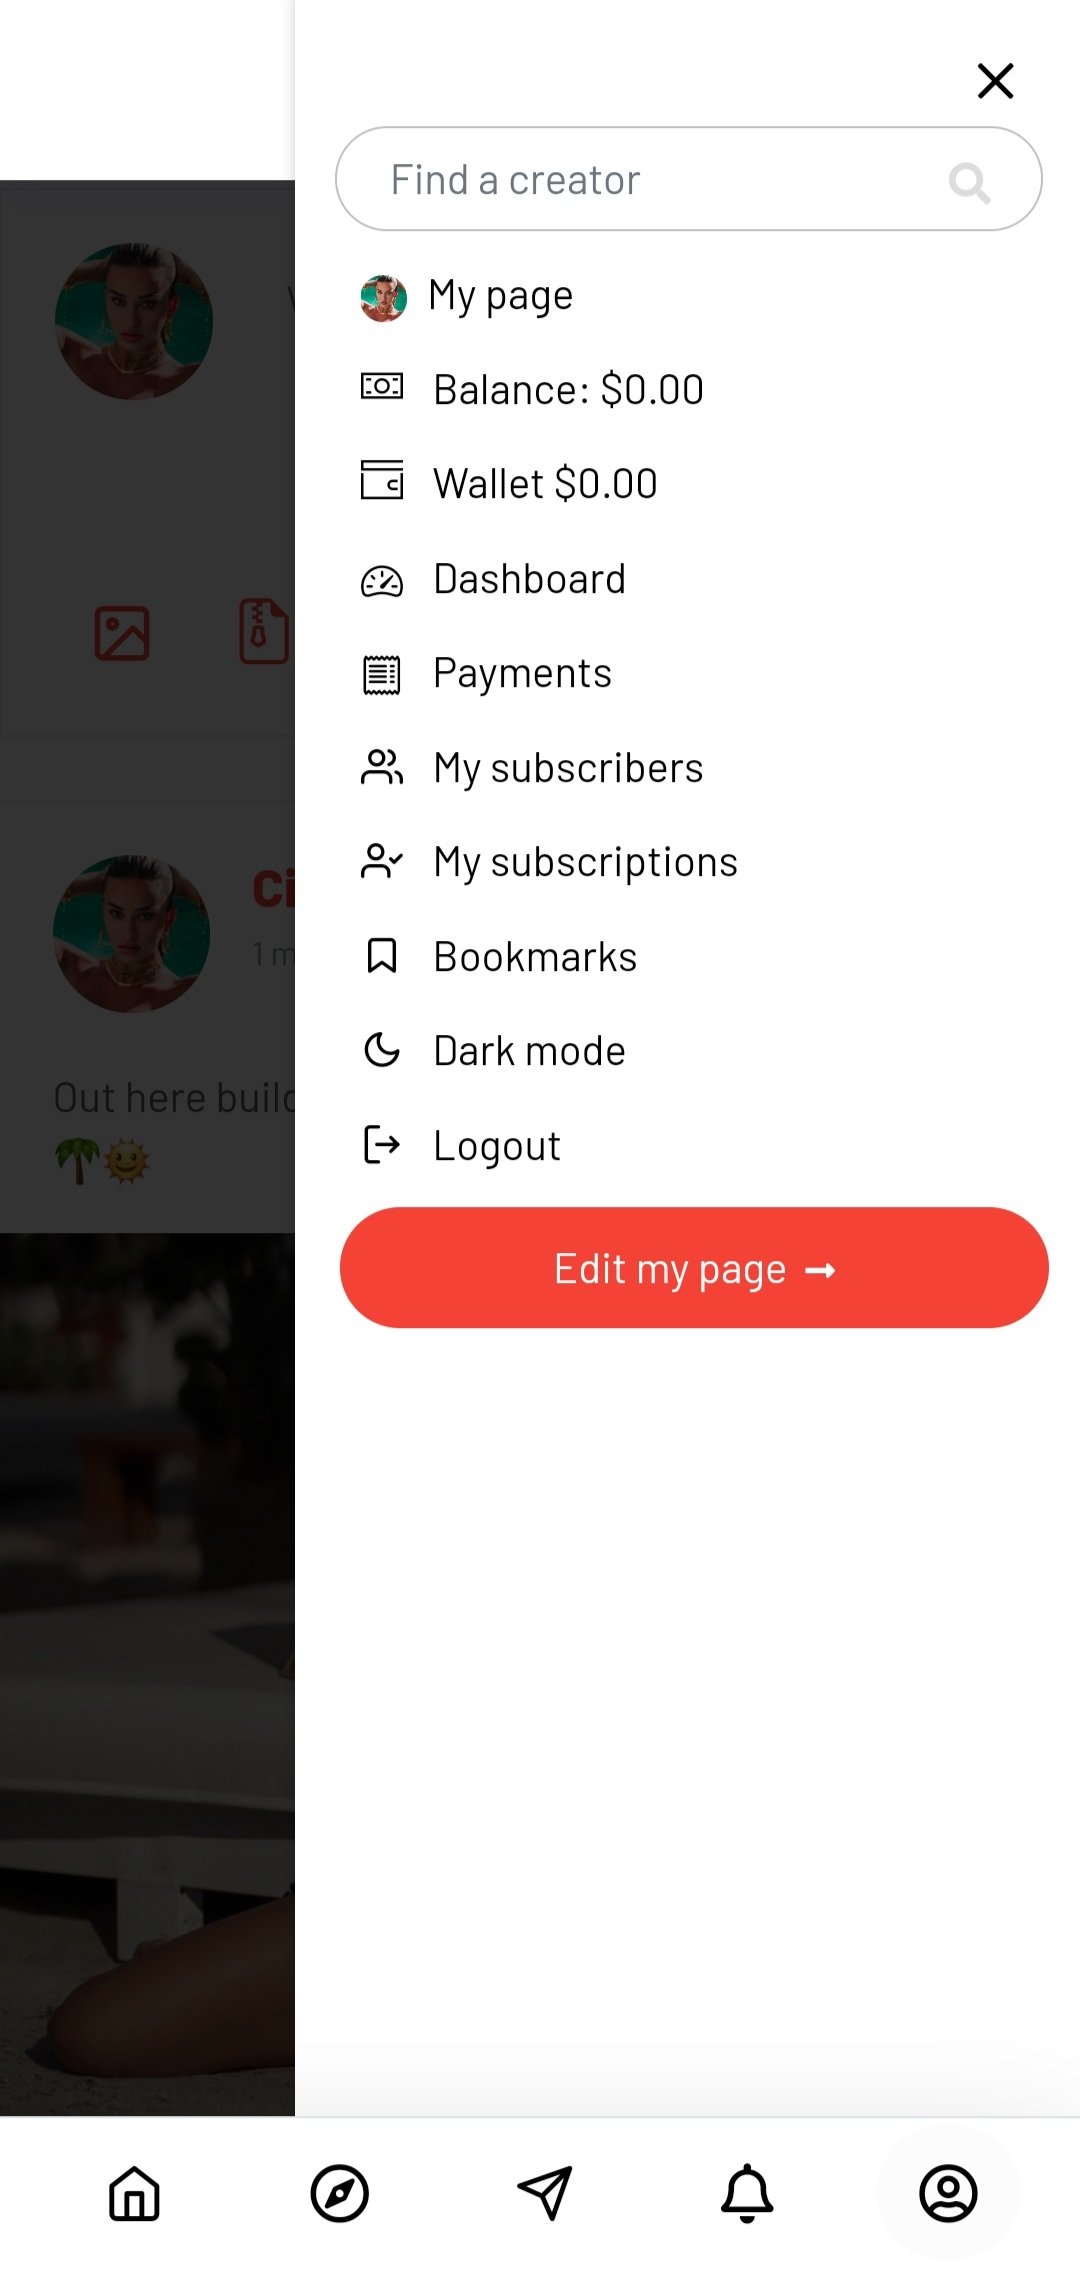 Find a creator
My page
Balance: $0.00
Wallet $0.00
Dashboard
Payments
My subscribers
My subscriptions
Bookmarks
Dark mode
Logout
Edit my page
Ci
1 m
Out here build